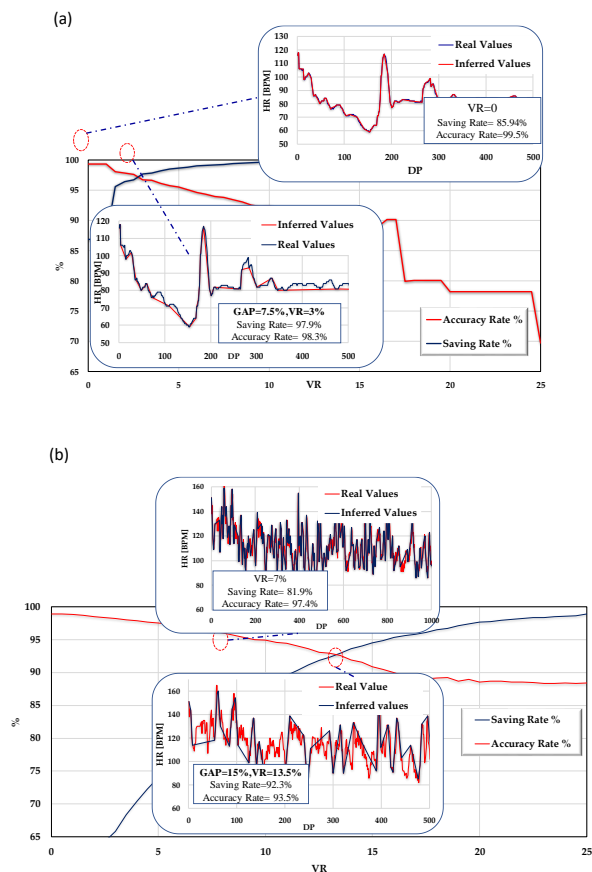 (a)
130
120
110
100
90
80
70
60
50
HR [BPM]
Real Values
Inferred Values
VR=0
Saving Rate= 85.94%
Accuracy Rate=99.5%
0
100
200
300
400
500
DP
100
95
90
85
80
75
70
65
%
120
110
100
90
80
70
60
50
HR [BPM]
Inferred Values
Real Values
GAP=7.5%,VR=3%
Saving Rate= 97.9%
Accuracy Rate= 98.3%
0
100
200
DP
300
400
500
Accuracy Rate %
Saving Rate %
0
5
10
15
20
25
VR
(b)
160
140
120
100
80
60
HR [BPM]
Real Values
Inferred Values
VR=7%
Saving Rate= 81.9%
Accuracy Rate= 97.4%
0
200
400
600
800
1000
DP
100
95
90
85
80
75
70
65
%
160
140
120
100
80
60
HR [BPM]
Real Value
Inferred values
GAP=15%,VR=13.5%
Saving Rate=92.3%
Accuracy Rate= 93.5%
0
100
200
300
400
500
DP
Saving Rate %
Accuracy Rate %
0
5
10
15
20
25
VR